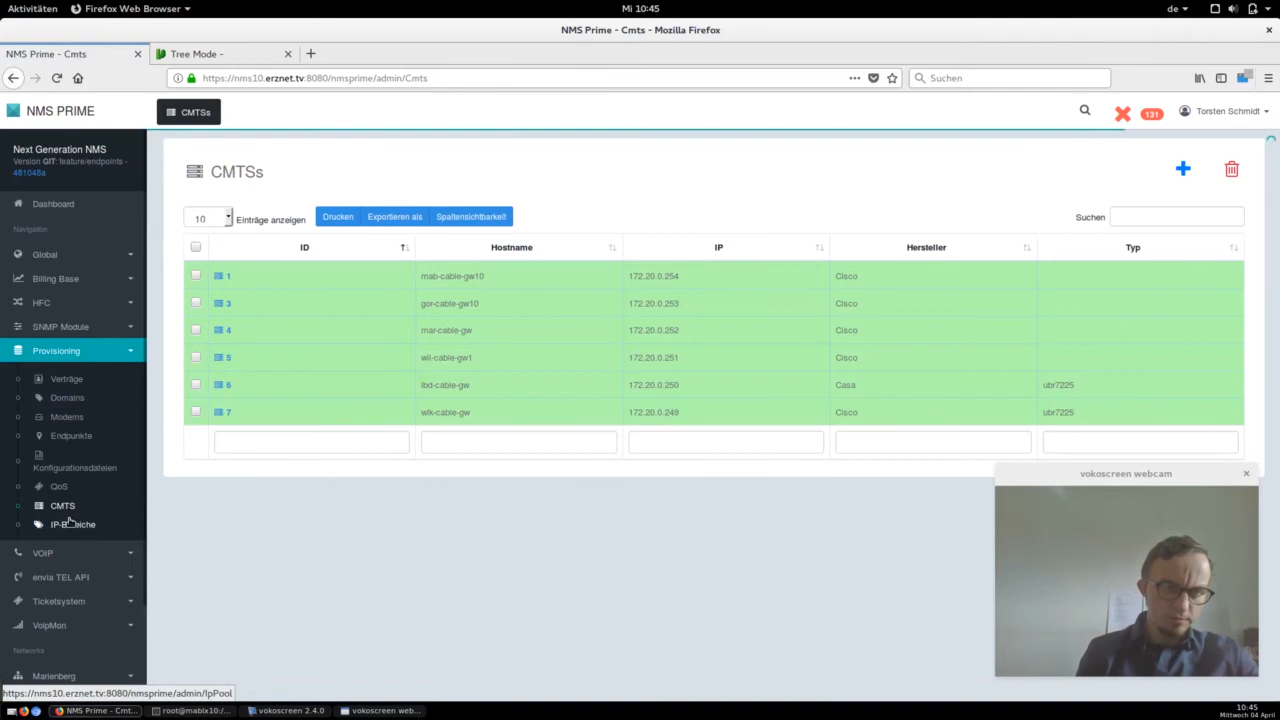 Aktivitäten Firefox Web Browser Mi 10:45 de
NMS Prime - Cmts - Mozilla Firefox
NMS Prime - Cmts Tree Mode -
https://nms10.erznet.tv:8080/nmsprime/admin/Cmts Suchen
NMS PRIME CMTSs 131 Torsten Schmidt
Next Generation NMS
Version GIT: feature/endpoints -
481048a
Dashboard
Navigation
Global
Billing Base
HFC
SNMP Module
Provisioning
Verträge
Domains
Modems
Endpunkte
Konfigurationsdateien
QoS
CMTS
IP-Bereiche
VOIP
envia TEL API
Ticketsystem
VoipMon
Networks
Marienberg
CMTSs
10 Einträge anzeigen Drucken Exportieren als Spaltensichtbarkeit Suchen
ID Hostname IP Hersteller Typ
1 mab-cable-gw10 172.20.0.254 Cisco
3 gor-cable-gw10 172.20.0.253 Cisco
4 mar-cable-gw 172.20.0.252 Cisco
5 wil-cable-gw1 172.20.0.251 Cisco
6 lbd-cable-gw 172.20.0.250 Casa ubr7225
7 wlk-cable-gw 172.20.0.249 Cisco ubr7225
vokoscreen webcam
https://nms10.erznet.tv:8080/nmsprime/admin/IpPool
NMS Prime - Cmt... root@mablx10:/... vokoscreen 2.4.0 vokoscreen web...
10:45
Mittwoch 04 April